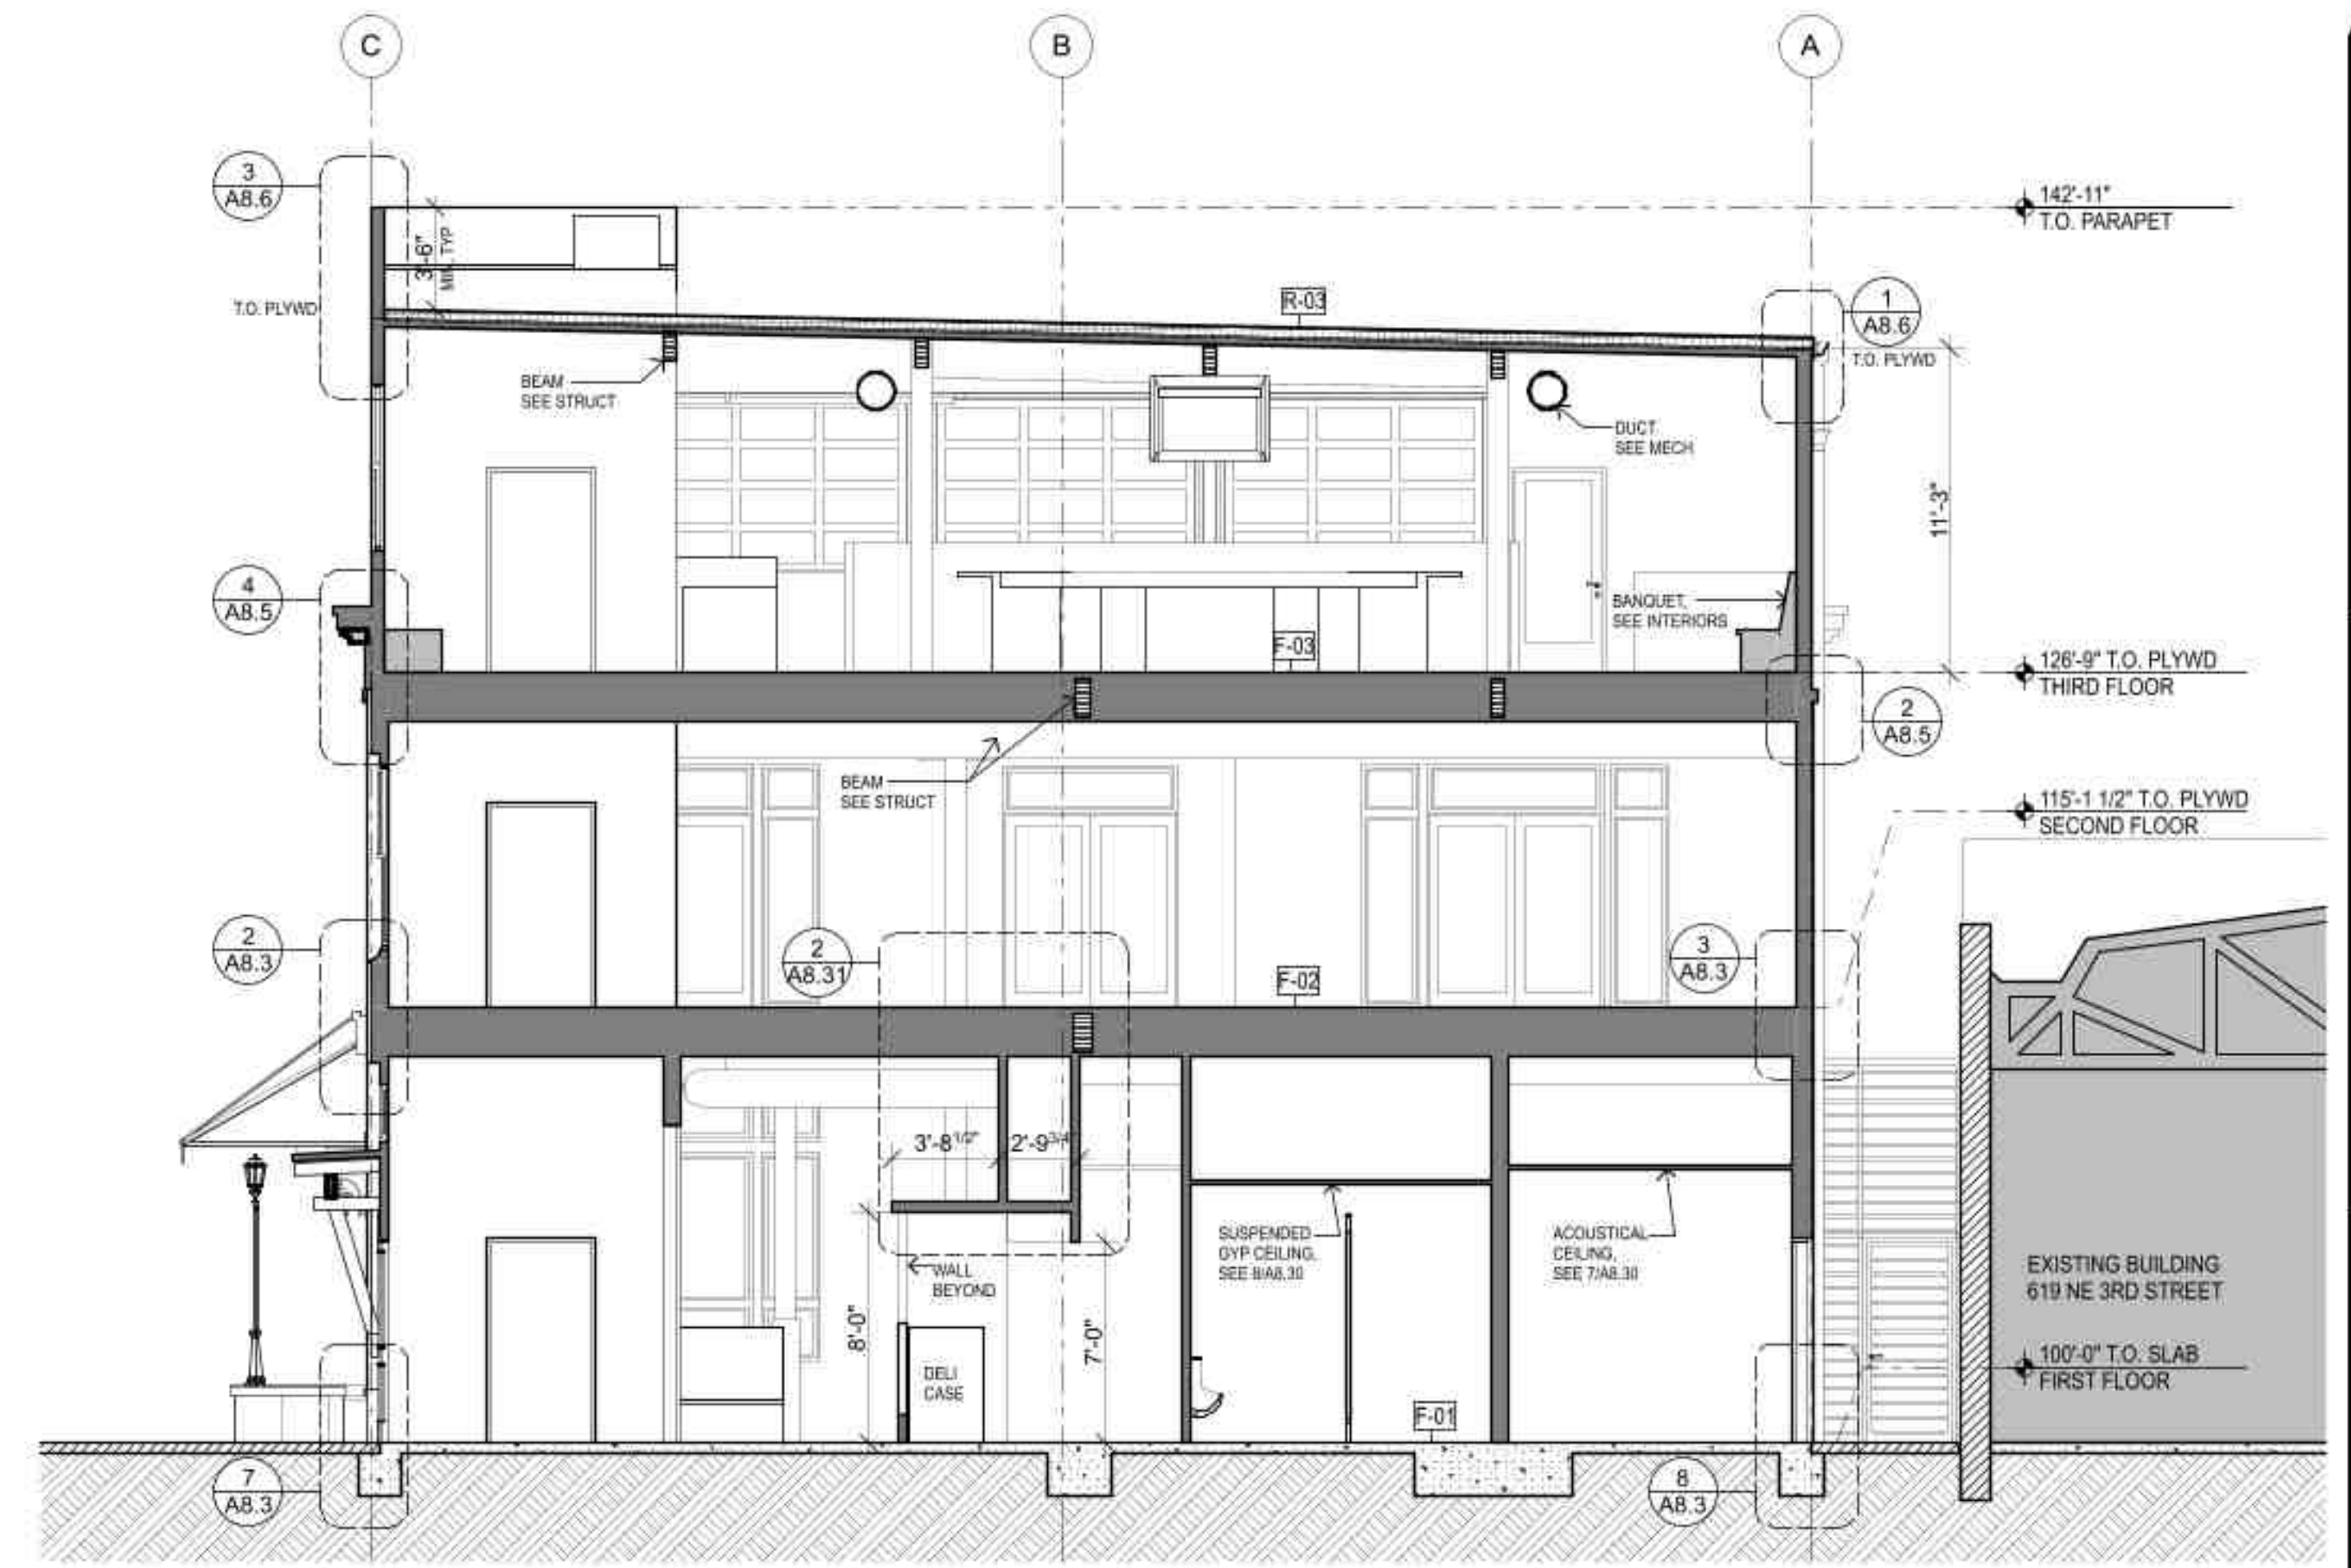 C
B
A
3
A8.6
142'-11"
T.O. PARAPET
3'-6"
MIN. TYP
T.O. PLYWD
R-03
1
A8.6
T.O. PLYWD
BEAM
SEE STRUCT
DUCT
SEE MECH
11'-3"
4
A8.5
BANQUET,
SEE INTERIORS
F-03
126'-9" T.O. PLYWD
THIRD FLOOR
2
A8.5
BEAM
SEE STRUCT
115'-1 1/2" T.O. PLYWD
SECOND FLOOR
2
A8.3
2
A8.31
3
A8.3
F-02
3'-8 1/2"
2'-9 3/4"
SUSPENDED
GYP CEILING,
SEE 8/A8.30
ACOUSTICAL
CEILING,
SEE 7/A8.30
WALL
BEYOND
EXISTING BUILDING
619 NE 3RD STREET
8'-0"
7'-0"
DELI
CASE
100'-0" T.O. SLAB
FIRST FLOOR
F-01
7
A8.3
8
A8.3